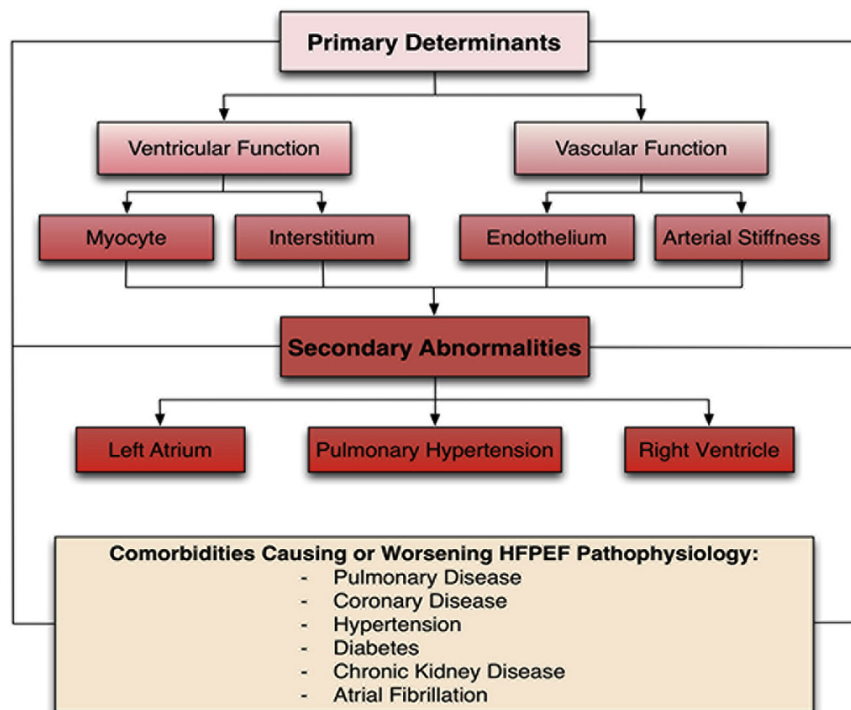 Primary Determinants
Ventricular Function
Vascular Function
Myocyte
Interstitium
Endothelium
Arterial Stiffness
Secondary Abnormalities
Left Atrium
Pulmonary Hypertension
Right Ventricle
Comorbidities Causing or Worsening HFPEF Pathophysiology:
- Pulmonary Disease
- Coronary Disease
- Hypertension
- Diabetes
- Chronic Kidney Disease
- Atrial Fibrillation